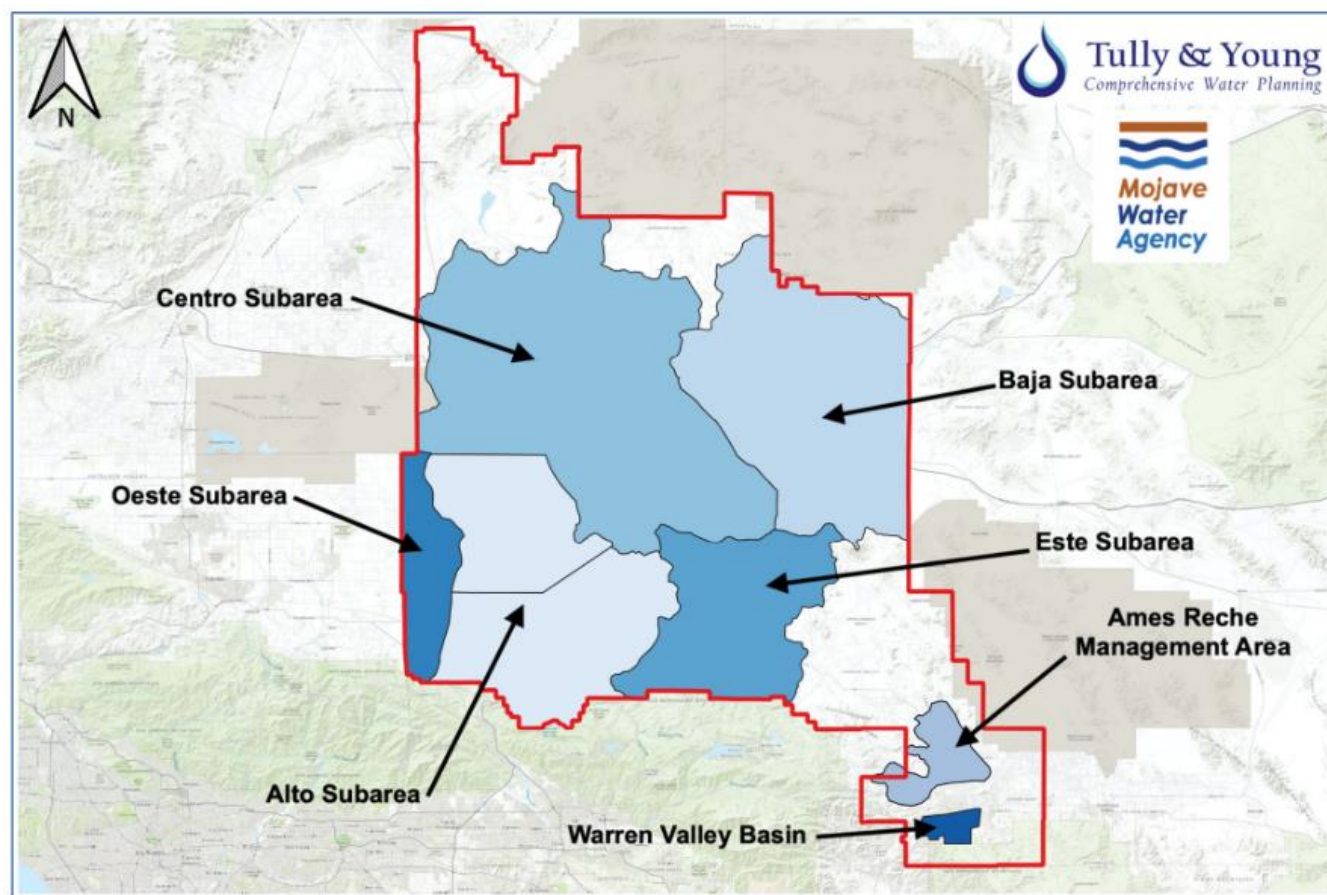 N
Tully & Young
Comprehensive Water Planning
Mojave
Water
Agency
Centro Subarea
Baja Subarea
Oeste Subarea
Este Subarea
Ames Reche
Management Area
Alto Subarea
Warren Valley Basin